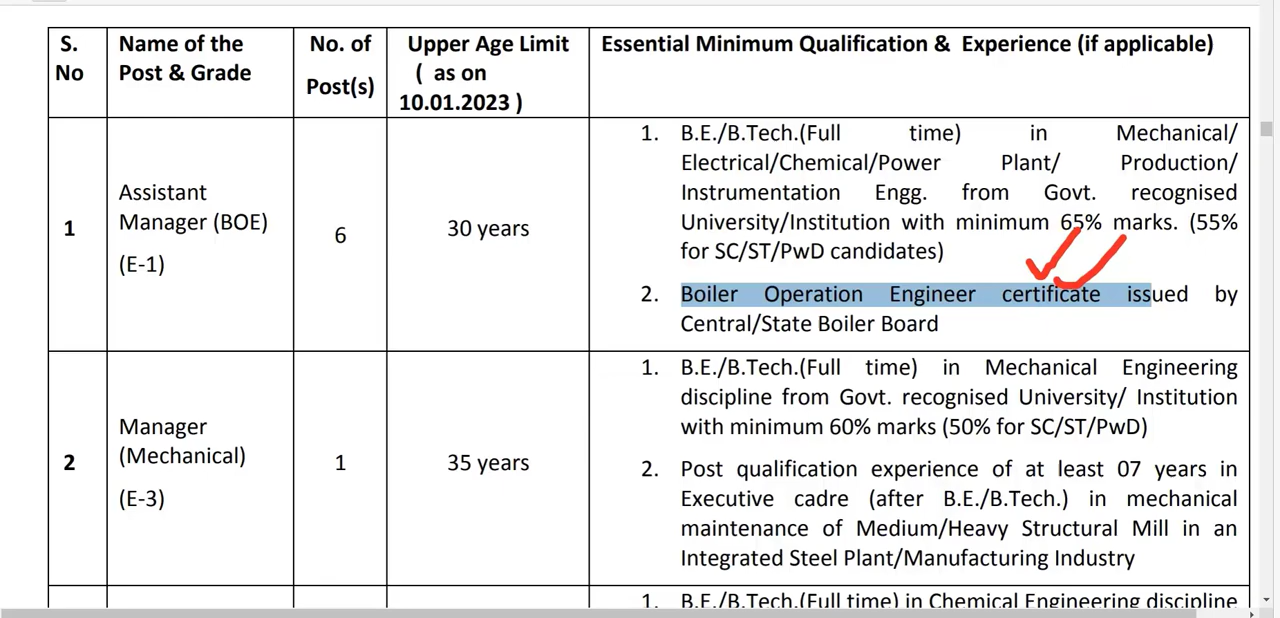 S. No
Name of the Post & Grade
No. of Post(s)
Upper Age Limit
( as on
10.01.2023 )
Essential Minimum Qualification & Experience (if applicable)
1
Assistant
Manager (BOE)
(E-1)
6
30 years
1. B.E./B.Tech.(Full time) in Mechanical/
Electrical/Chemical/Power Plant/ Production/
Instrumentation Engg. from Govt. recognised
University/Institution with minimum 65% marks. (55%
for SC/ST/PwD candidates)
2. Boiler Operation Engineer certificate issued by
Central/State Boiler Board
2
Manager
(Mechanical)
(E-3)
1
35 years
1. B.E./B.Tech.(Full time) in Mechanical Engineering
discipline from Govt. recognised University/ Institution
with minimum 60% marks (50% for SC/ST/PwD)
2. Post qualification experience of at least 07 years in
Executive cadre (after B.E./B.Tech.) in mechanical
maintenance of Medium/Heavy Structural Mill in an
Integrated Steel Plant/Manufacturing Industry
1. B.E./B.Tech.(Full time) in Chemical Engineering discipline